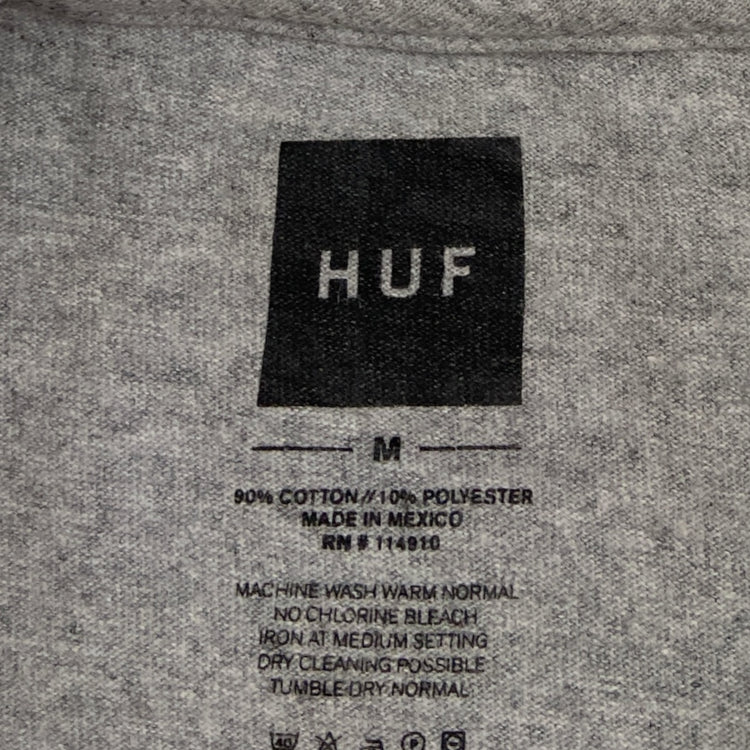 HUF
M
90% COTTON//10% POLYESTER
MADE IN MEXICO
RN # 114910
MACHINE WASH WARM NORMAL
NO CHLORINE BLEACH
IRON AT MEDIUM SETTING
DRY CLEANING POSSIBLE
TUMBLE DRY NORMAL
40 P